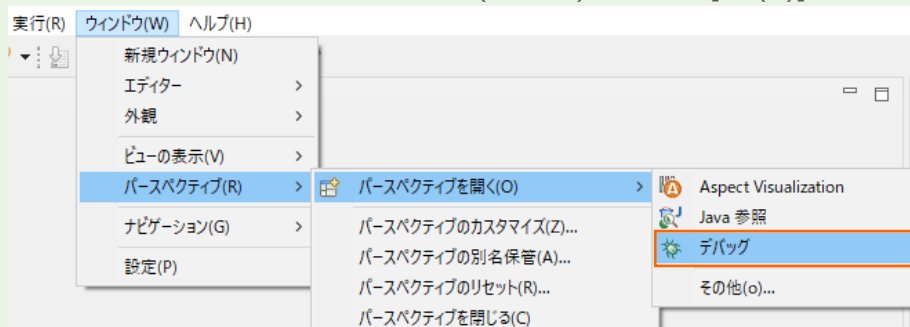 実行(R) ウィンドウ(W) ヘルプ(H)
新規ウィンドウ(N)
エディター
外観
ビューの表示(V)
パースペクティブ(R)
ナビゲーション(G)
設定(P)
パースペクティブを開く(O)
パースペクティブのカスタマイズ(Z)...
パースペクティブの別名保管(A)...
パースペクティブのリセット(R)...
パースペクティブを閉じる(C)
Aspect Visualization
Java 参照
デバッグ
その他(o)...